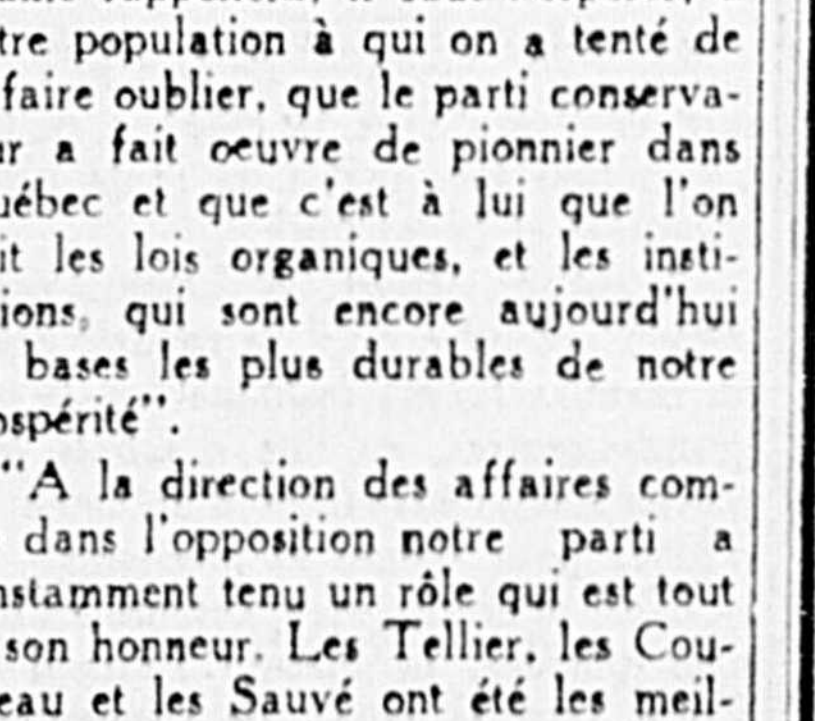 tre population à qui on a tenté de
faire oublier, que le parti conserva-
ur a fait oeuvre de pionnier dans
uébec et que c'est à lui que l'on
it les lois organiques, et les insti-
ions, qui sont encore aujourd'hui
bases les plus durables de notre
ospérité".
"A la direction des affaires com-
dans l'opposition notre parti a
nstamment tenu un rôle qui est tout
son honneur. Les Tellier, les Cou-
eau et les Sauvé ont été les meil-